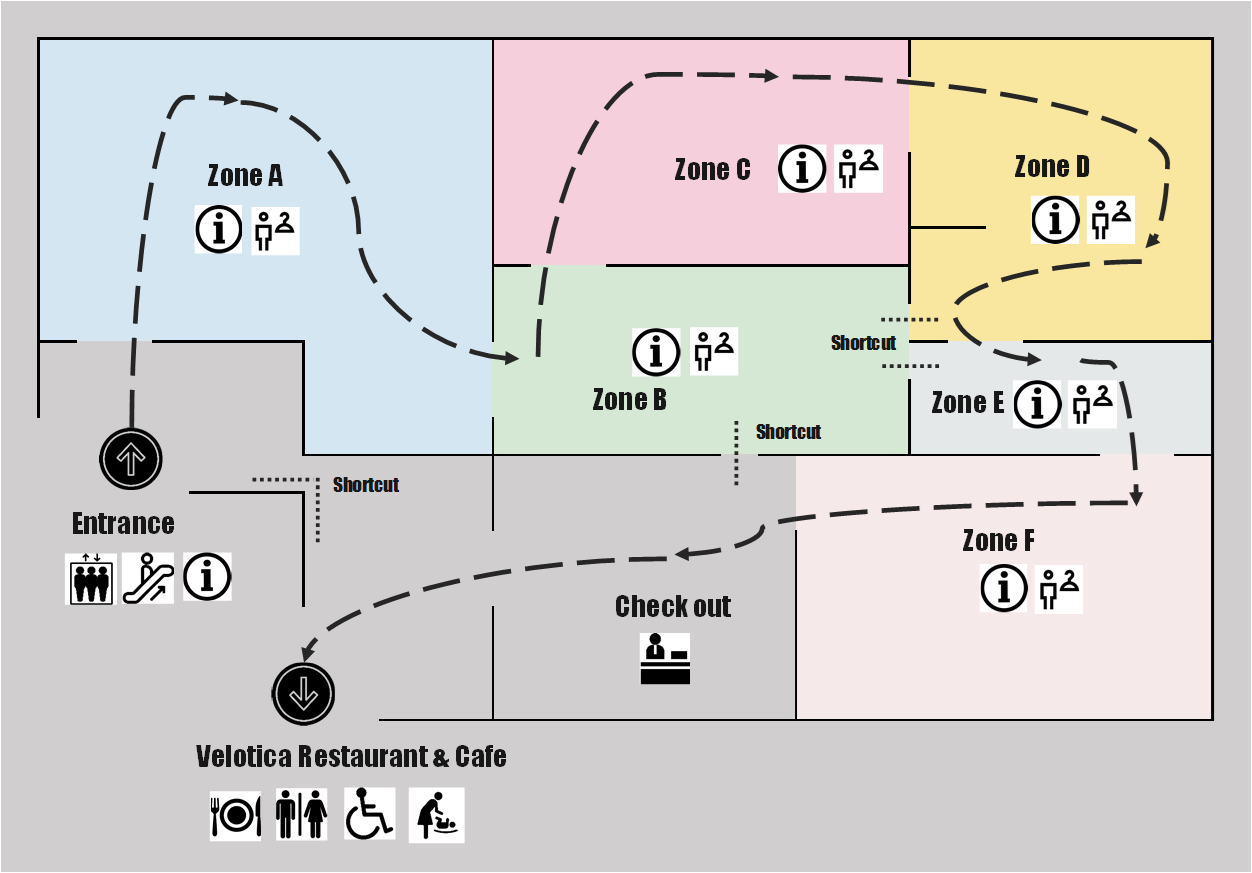 Zone A
Zone C
Zone D
Shortcut
Zone B
Zone E
Shortcut
Shortcut
Entrance
Zone F
Check out
Velotica Restaurant & Cafe